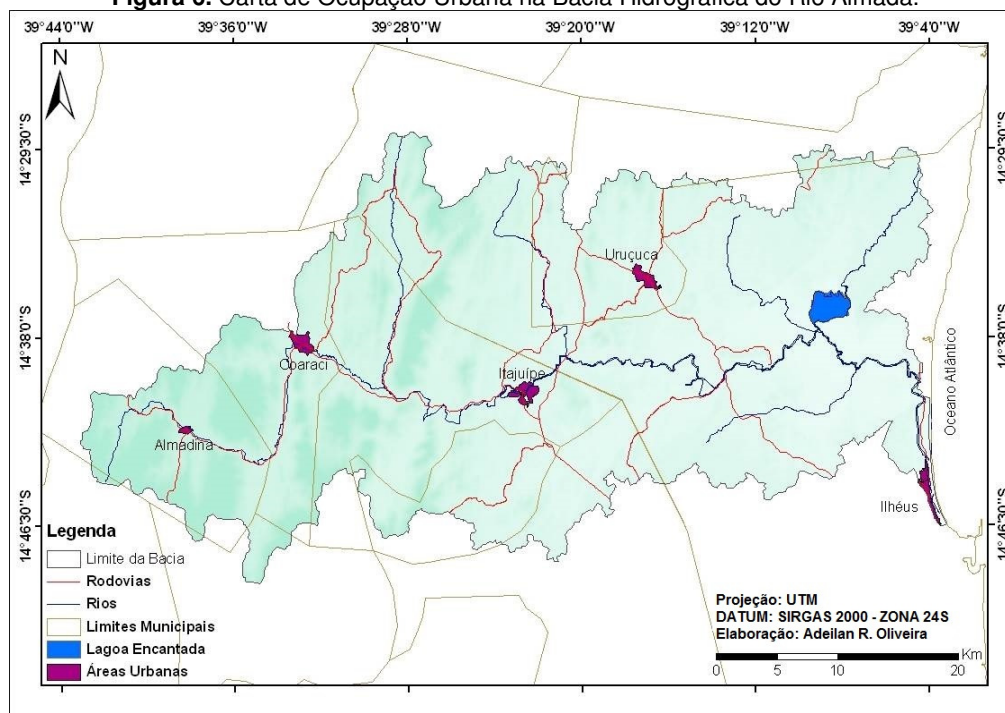 Figura 6. Carta de Ocupação Urbana na Bacia Hidrográfica do Rio Almada.
39°44'0"W 39°36'0"W 39°28'0"W 39°20'0"W 39°12'0"W 39°4'0"W
N
14°29'30"S 14°29'30"S
Uruçuca
14°38'0"S 14°38'0"S
Coaraci
Itajuípe
Oceano Atlântico
Almadina
Ilhéus
14°46'30"S 14°46'30"S
Legenda
Limite da Bacia
Rodovias
Rios
Limites Municipais
Lagoa Encantada
Áreas Urbanas
Projeção: UTM
DATUM: SIRGAS 2000 - ZONA 24S
Elaboração: Adeilan R. Oliveira
Km
0 5 10 20